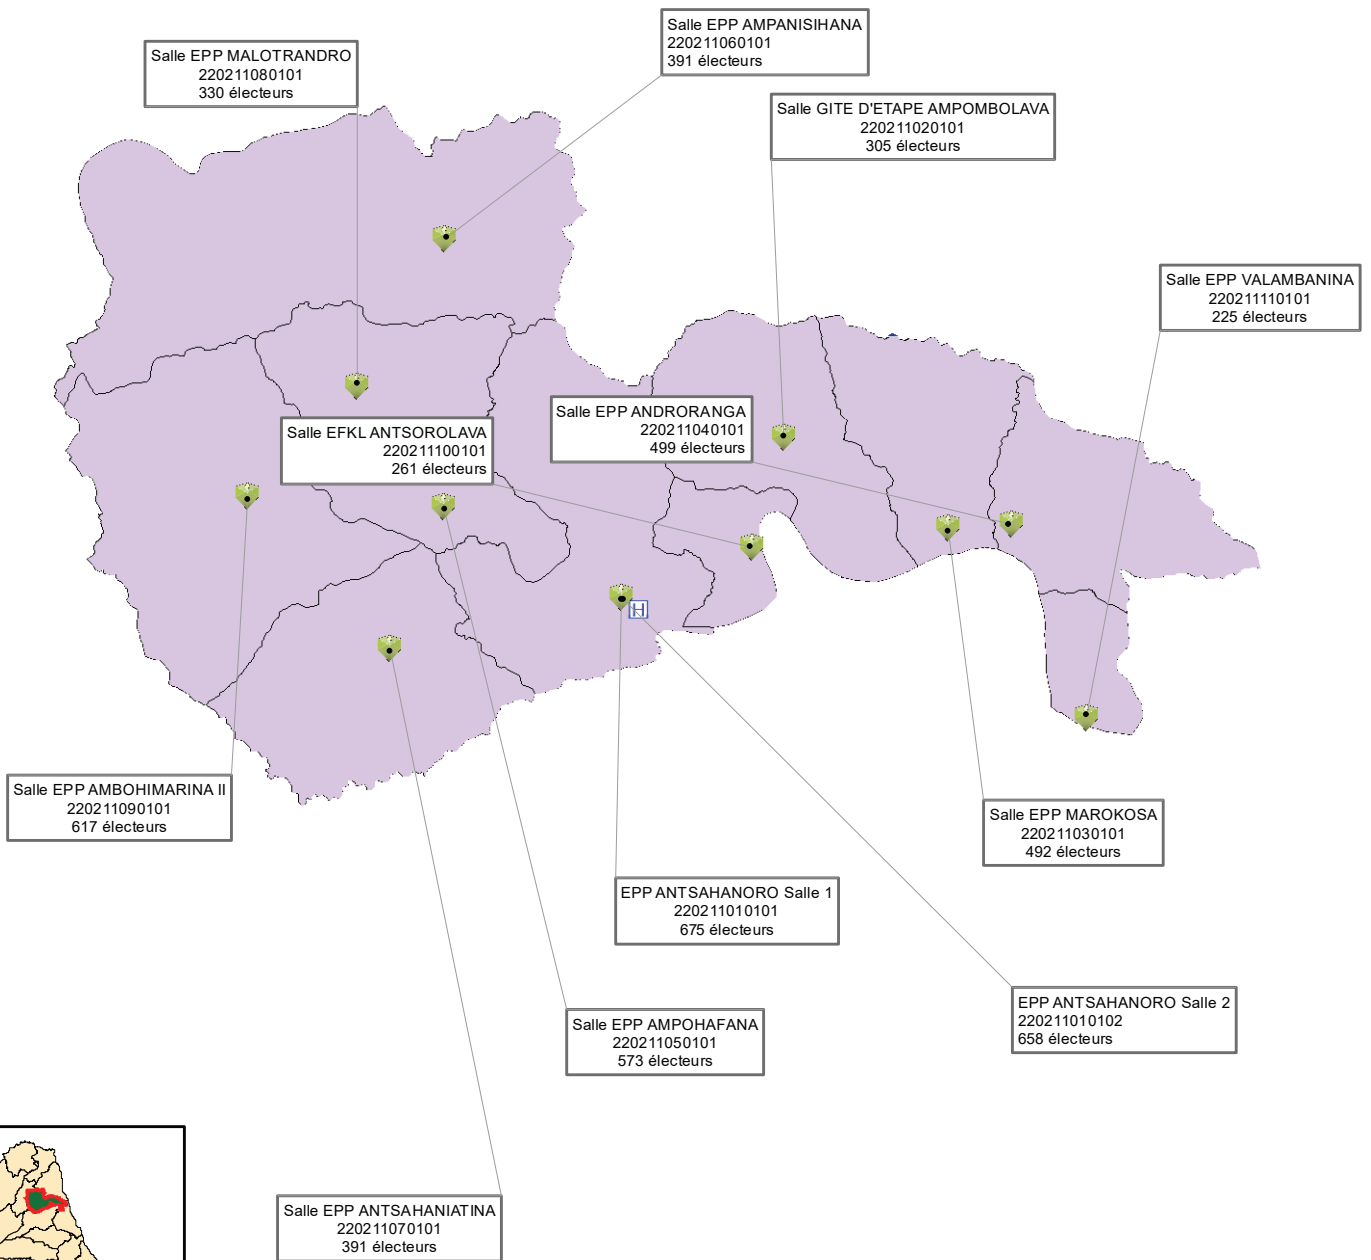 Salle EPP AMPANISIHANA
220211060101
391 électeurs
Salle EPP MALOTRANDRO
220211080101
330 électeurs
Salle GITE D'ETAPE AMPOMBOLAVA
220211020101
305 électeurs
Salle EPP VALAMBANINA
220211110101
225 électeurs
Salle EPP ANDRORANGA
220211040101
499 électeurs
Salle EFKL ANTSOROLAVA
220211100101
261 électeurs
H
Salle EPP AMBOHIMARINA II
220211090101
617 électeurs
Salle EPP MAROKOSA
220211030101
492 électeurs
EPP ANTSAHANORO Salle 1
220211010101
675 électeurs
EPP ANTSAHANORO Salle 2
220211010102
658 électeurs
Salle EPP AMPOHAFANA
220211050101
573 électeurs
Salle EPP ANTSAHANIATINA
220211070101
391 électeurs